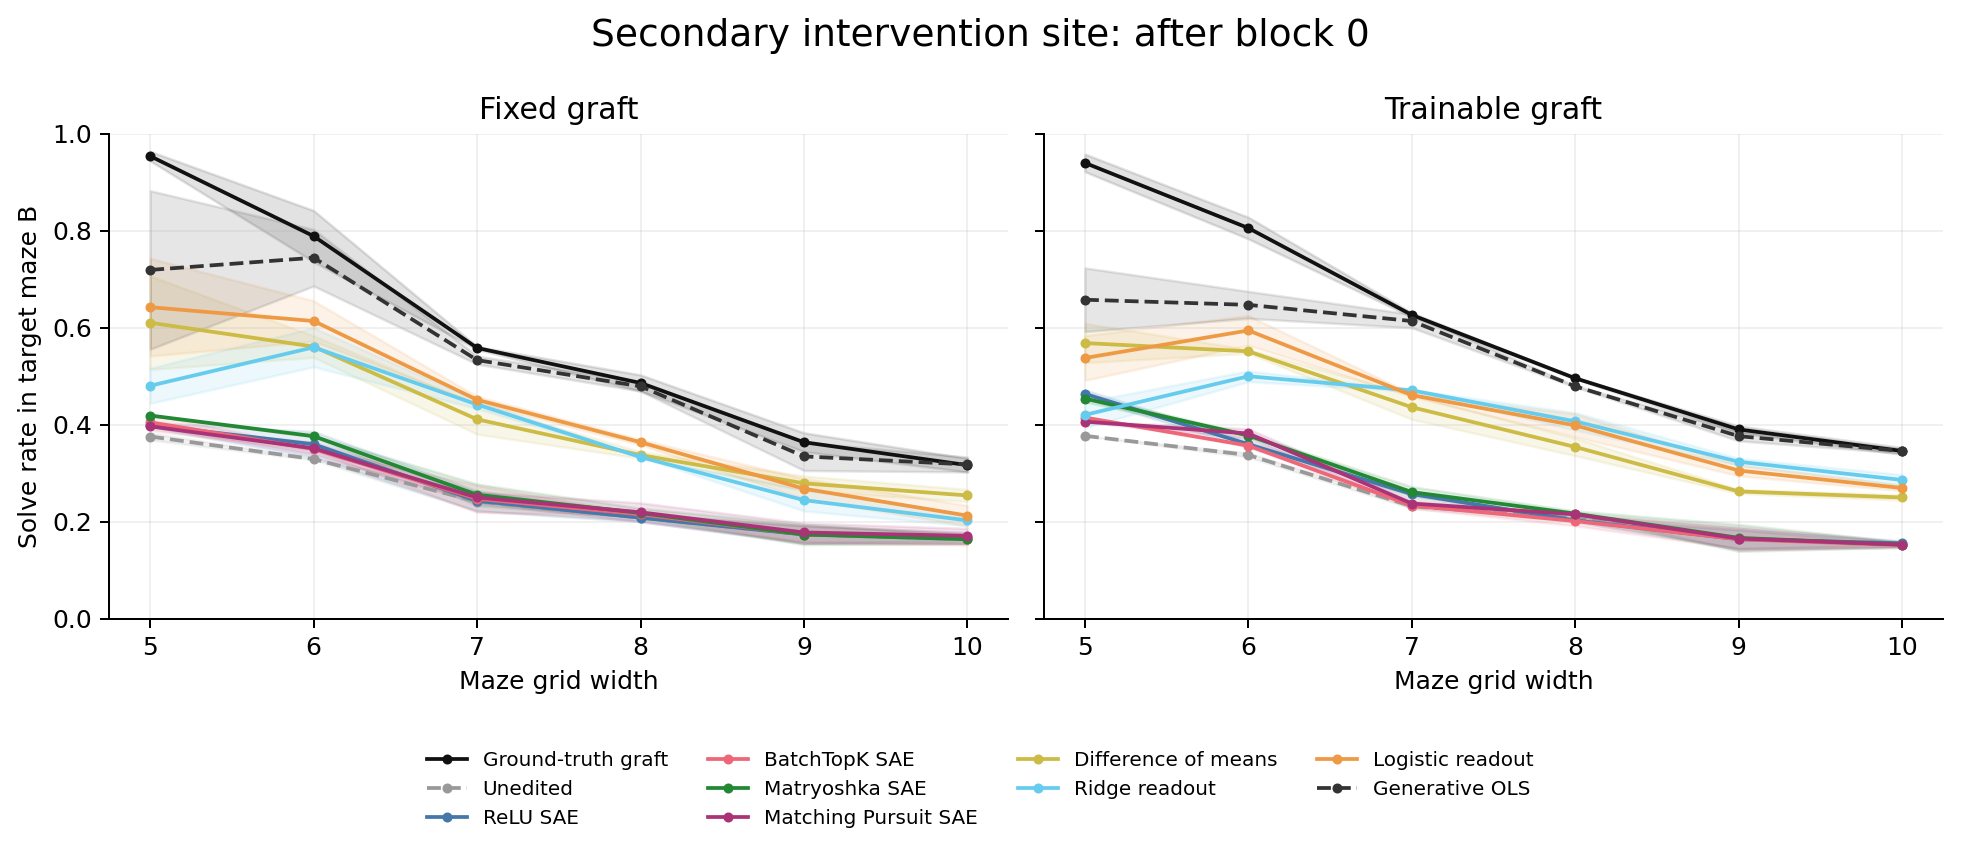 Secondary intervention site: after block 0
Fixed graft
Trainable graft
Solve rate in target maze B
1.0
0.8
0.6
0.4
0.2
0.0
5 6 7 8 9 10
5 6 7 8 9 10
Maze grid width
Maze grid width
Ground-truth graft
Unedited
ReLU SAE
BatchTopK SAE
Matryoshka SAE
Matching Pursuit SAE
Difference of means
Ridge readout
Logistic readout
Generative OLS